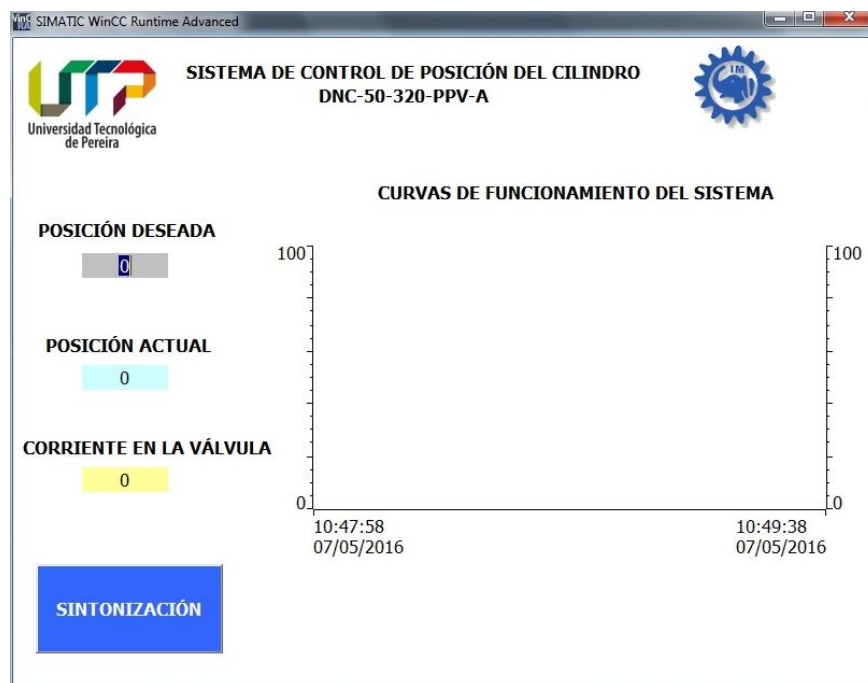 SIMATIC WinCC Runtime Advanced
UTP
Universidad Tecnológica
de Pereira
SISTEMA DE CONTROL DE POSICIÓN DEL CILINDRO
DNC-50-320-PPV-A
IM
CURVAS DE FUNCIONAMIENTO DEL SISTEMA
POSICIÓN DESEADA
0
POSICIÓN ACTUAL
0
CORRIENTE EN LA VÁLVULA
0
100
100
0
0
10:47:58
07/05/2016
10:49:38
07/05/2016
SINTONIZACIÓN